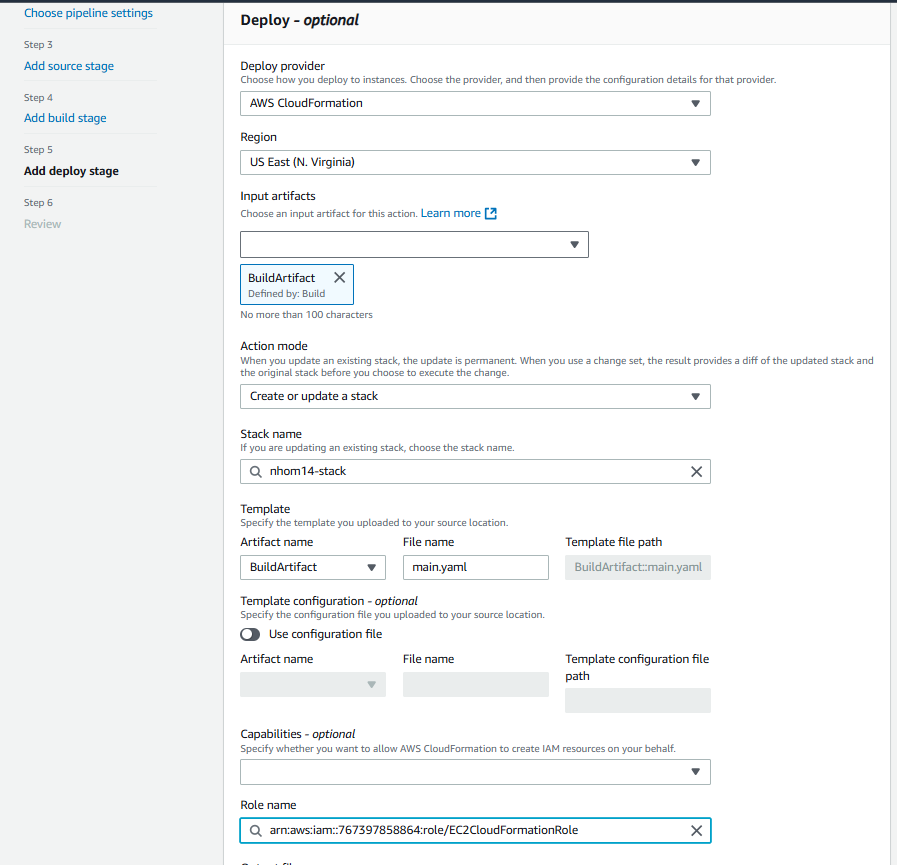 Choose pipeline settings
Step 3
Add source stage
Step 4
Add build stage
Step 5
Add deploy stage
Step 6
Review
Deploy - optional
Deploy provider
Choose how you deploy to instances. Choose the provider, and then provide the configuration details for that provider.
AWS CloudFormation
Region
US East (N. Virginia)
Input artifacts
Choose an input artifact for this action. Learn more
BuildArtifact
Defined by: Build
No more than 100 characters
Action mode
When you update an existing stack, the update is permanent. When you use a change set, the result provides a diff of the updated stack and
the original stack before you choose to execute the change.
Create or update a stack
Stack name
If you are updating an existing stack, choose the stack name.
nhom14-stack
Template
Specify the template you uploaded to your source location.
Artifact name File name Template file path
BuildArtifact main.yaml BuildArtifact::main.yaml
Template configuration - optional
Specify the configuration file you uploaded to your source location.
Use configuration file
Artifact name File name Template configuration file
path
Capabilities - optional
Specify whether you want to allow AWS CloudFormation to create IAM resources on your behalf.
Role name
arn:aws:iam::767397858864:role/EC2CloudFormationRole